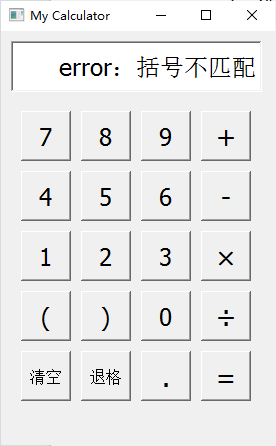 My Calculator
error：括号不匹配
7 8 9 +
4 5 6 -
1 2 3 ×
( ) 0 ÷
清空 退格 . =